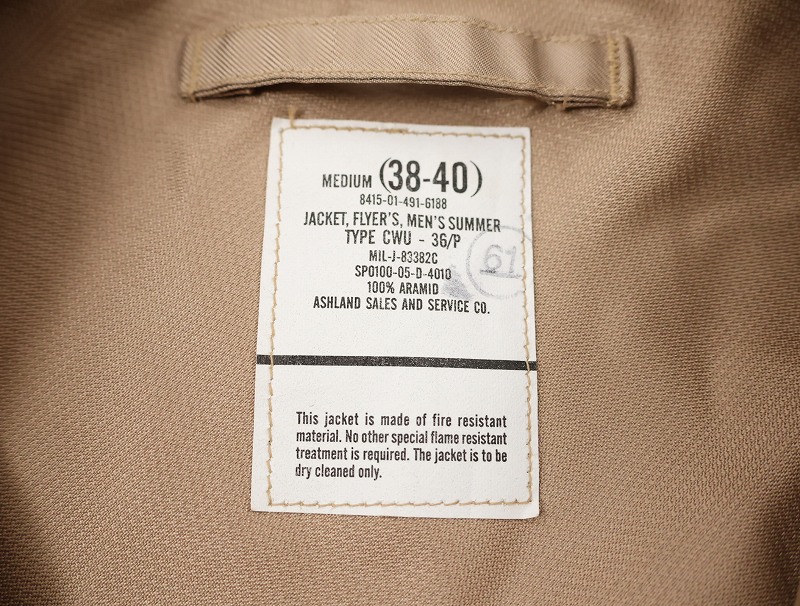 MEDIUM (38-40)
8415-01-491-6188
JACKET, FLYER'S, MEN'S SUMMER
TYPE CWU - 36/P
MIL-J-83382C
SPO100-05-D-4010
100% ARAMID
ASHLAND SALES AND SERVICE CO.
61
This jacket is made of fire resistant
material. No other special flame resistant
treatment is required. The jacket is to be
dry cleaned only.